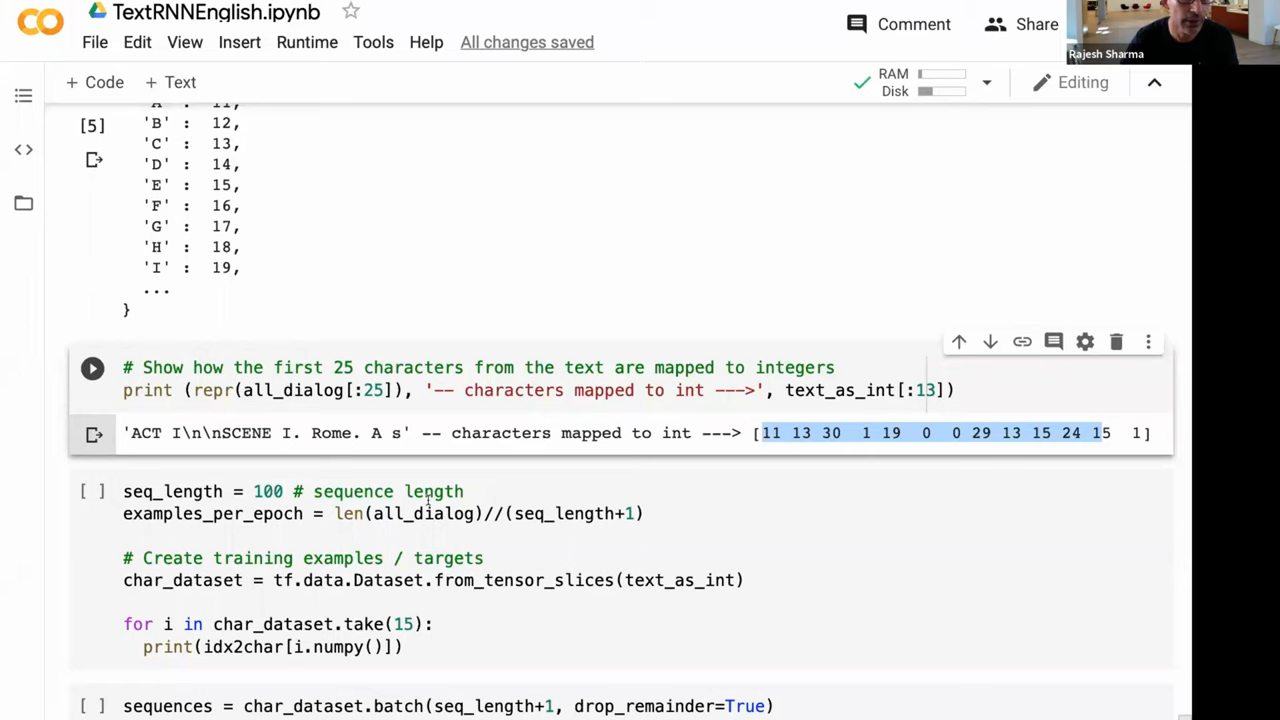 TextRNNEnglish.ipynb
File Edit View Insert Runtime Tools Help All changes saved
Comment Share
Rajesh Sharma
+ Code + Text
RAM
Disk
Editing
'A' : 11,
[5] 'B' : 12,
'C' : 13,
'D' : 14,
'E' : 15,
'F' : 16,
'G' : 17,
'H' : 18,
'I' : 19,
...
}
# Show how the first 25 characters from the text are mapped to integers
print (repr(all_dialog[:25]), '-- characters mapped to int --->', text_as_int[:13])
'ACT I\n\nSCENE I. Rome. A s' -- characters mapped to int ---> [11 13 30 1 19 0 0 29 13 15 24 15 1]
[ ] seq_length = 100 # sequence length
examples_per_epoch = len(all_dialog)//(seq_length+1)
# Create training examples / targets
char_dataset = tf.data.Dataset.from_tensor_slices(text_as_int)
for i in char_dataset.take(15):
print(idx2char[i.numpy()])
[ ] sequences = char_dataset.batch(seq_length+1, drop_remainder=True)